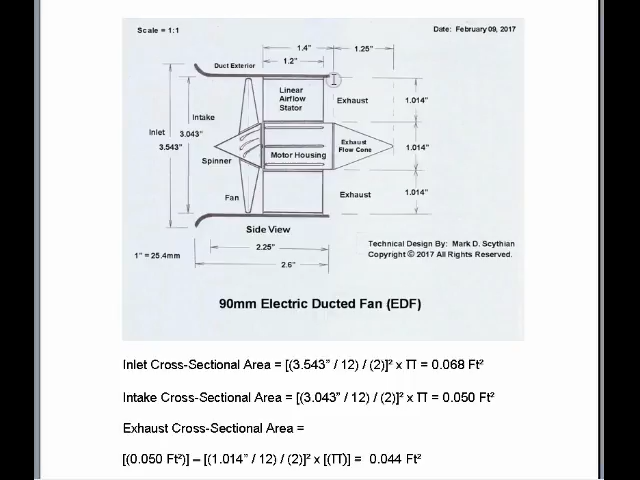 Scale = 1:1
Date: February 09, 2017
1.4"
1.25"
1.2"
Duct Exterior
1
Linear
Airflow
Stator
Exhaust
1.014"
Intake
Inlet
3.043"
3.543"
Spinner
Motor Housing
Exhaust
Flow Cone
1.014"
Fan
Exhaust
1.014"
Side View
2.25"
1" = 25.4mm
2.6"
Technical Design By: Mark D. Scythian
Copyright © 2017 All Rights Reserved.
90mm Electric Ducted Fan (EDF)
Inlet Cross-Sectional Area = [(3.543” / 12) / (2)]² x TT = 0.068 Ft²
Intake Cross-Sectional Area = [(3.043” / 12) / (2)]² x TT = 0.050 Ft²
Exhaust Cross-Sectional Area =
[(0.050 Ft²)] – [(1.014” / 12) / (2)]² x [(TT)] = 0.044 Ft²